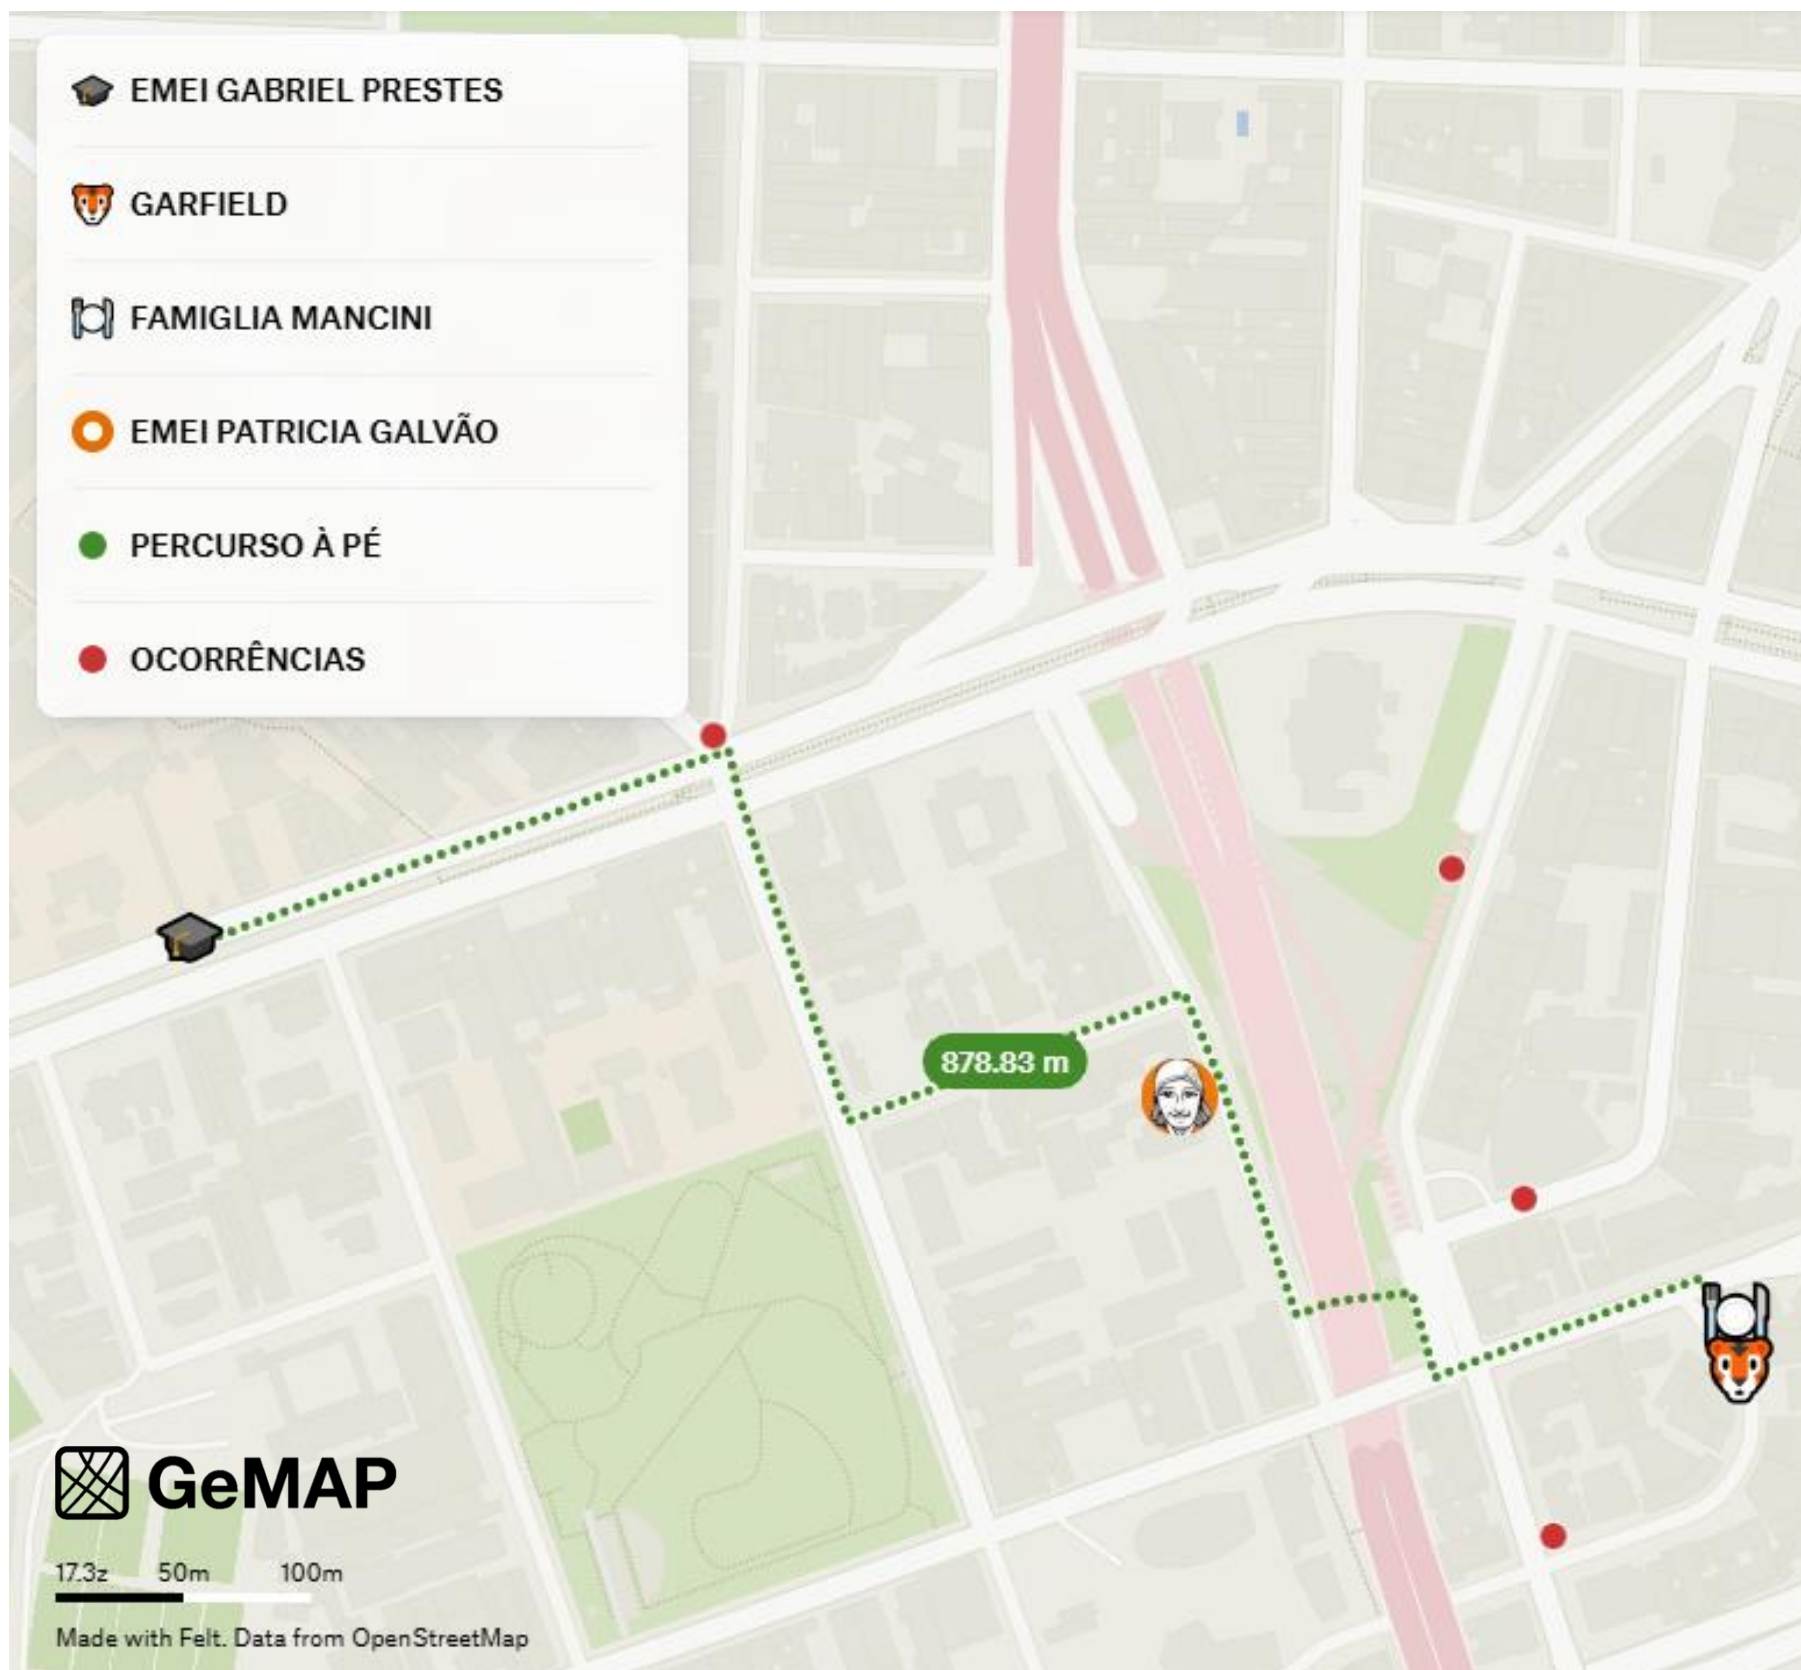 EMEI GABRIEL PRESTES
GARFIELD
FAMIGLIA MANCINI
EMEI PATRICIA GALVÃO
PERCURSO À PÉ
OCORRÊNCIAS
878.83 m
GeMAP
17.3z 50m 100m
Made with Felt. Data from OpenStreetMap